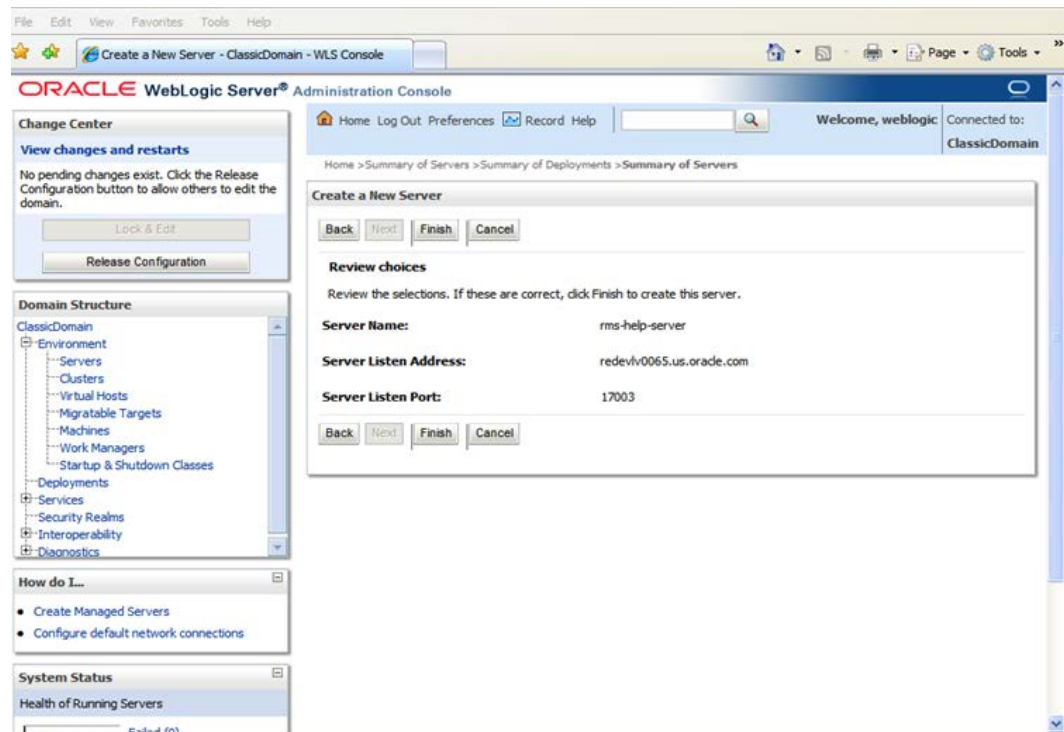 File Edit View Favorites Tools Help
Create a New Server - ClassicDomain - WLS Console
Page Tools »
ORACLE WebLogic Server® Administration Console
Change Center
View changes and restarts
No pending changes exist. Click the Release
Configuration button to allow others to edit the
domain.
Lock & Edit
Release Configuration
Domain Structure
ClassicDomain
Environment
Servers
Clusters
Virtual Hosts
Migratable Targets
Machines
Work Managers
Startup & Shutdown Classes
Deployments
Services
Security Realms
Interoperability
Diagnostics
How do I...
Create Managed Servers
Configure default network connections
System Status
Health of Running Servers
Failed (0)
Home Log Out Preferences Record Help
Welcome, weblogic
Connected to:
ClassicDomain
Home >Summary of Servers >Summary of Deployments >Summary of Servers
Create a New Server
Back Next Finish Cancel
Review choices
Review the selections. If these are correct, click Finish to create this server.
Server Name: rms-help-server
Server Listen Address: redevlv0065.us.oracle.com
Server Listen Port: 17003
Back Next Finish Cancel